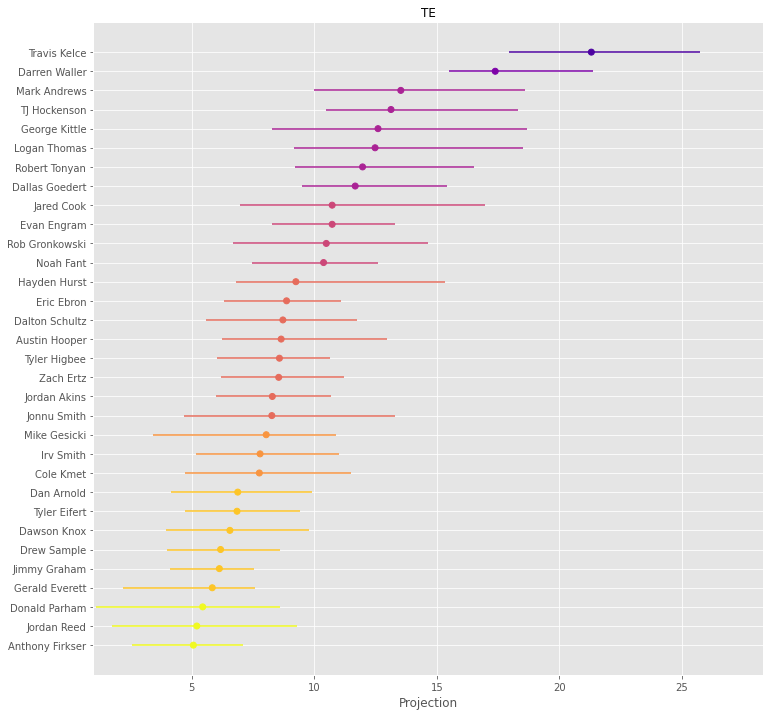 TE
Travis Kelce
Darren Waller
Mark Andrews
TJ Hockenson
George Kittle
Logan Thomas
Robert Tonyan
Dallas Goedert
Jared Cook
Evan Engram
Rob Gronkowski
Noah Fant
Hayden Hurst
Eric Ebron
Dalton Schultz
Austin Hooper
Tyler Higbee
Zach Ertz
Jordan Akins
Jonnu Smith
Mike Gesicki
Irv Smith
Cole Kmet
Dan Arnold
Tyler Eifert
Dawson Knox
Drew Sample
Jimmy Graham
Gerald Everett
Donald Parham
Jordan Reed
Anthony Firkser
5 10 15 20 25
Projection